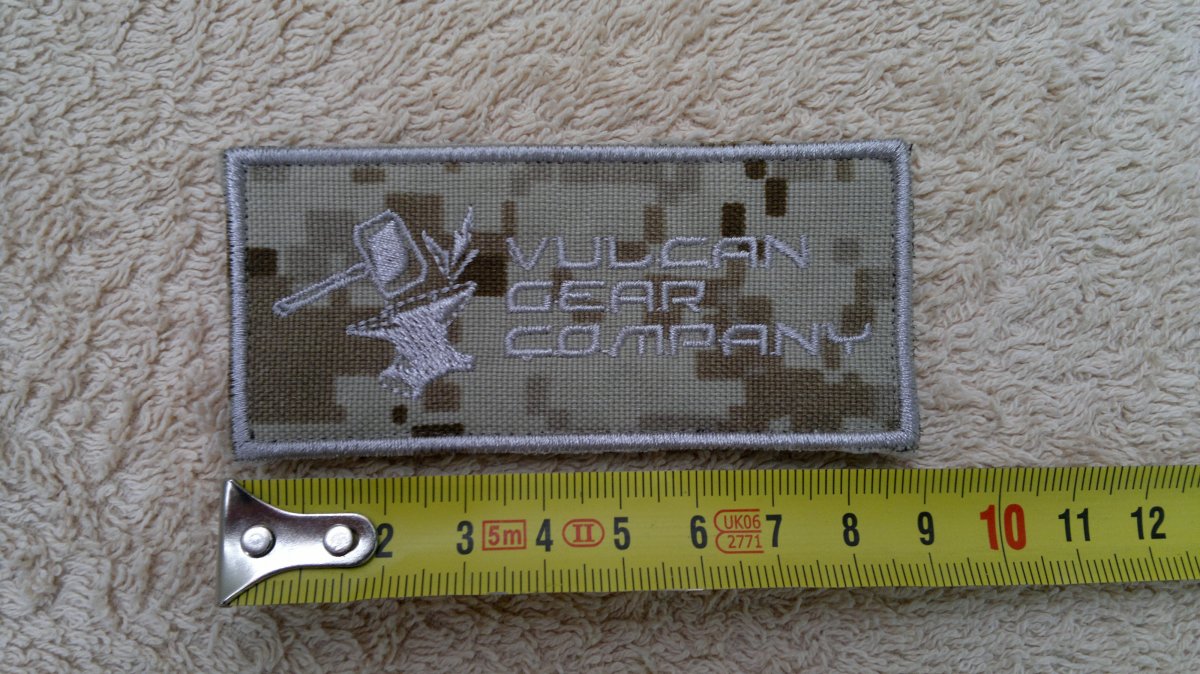 VULCAN
GEAR
COMPANY
2 3 5m 4 II 5 6 UK06 2771 7 8 9 10 11 12